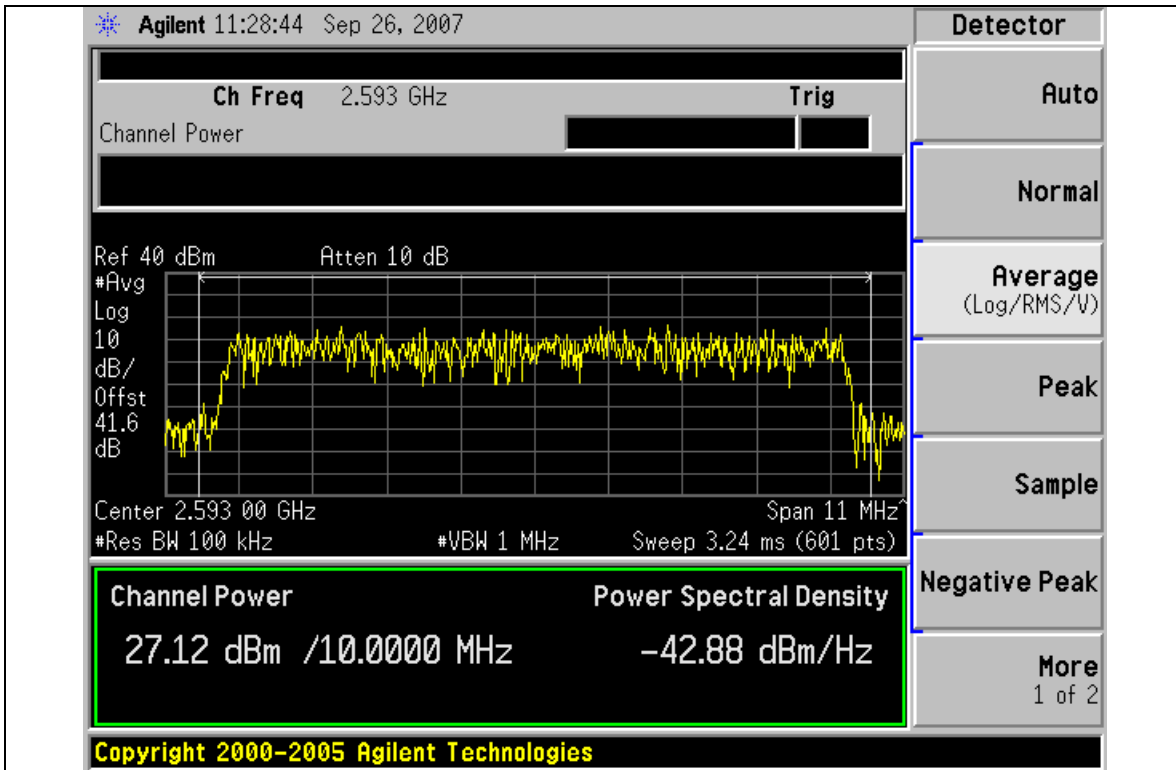 Agilent 11:28:44 Sep 26, 2007
Detector
Ch Freq 2.593 GHz Trig
Channel Power
Auto
Normal
Average
(Log/RMS/V)
Peak
Sample
Negative Peak
More
1 of 2
Ref 40 dBm Atten 10 dB
#Avg
Log
10
dB/
Offst
41.6
dB
Center 2.593 00 GHz Span 11 MHz^
#Res BW 100 kHz #VBW 1 MHz Sweep 3.24 ms (601 pts)
Channel Power Power Spectral Density
27.12 dBm /10.0000 MHz -42.88 dBm/Hz
Copyright 2000-2005 Agilent Technologies